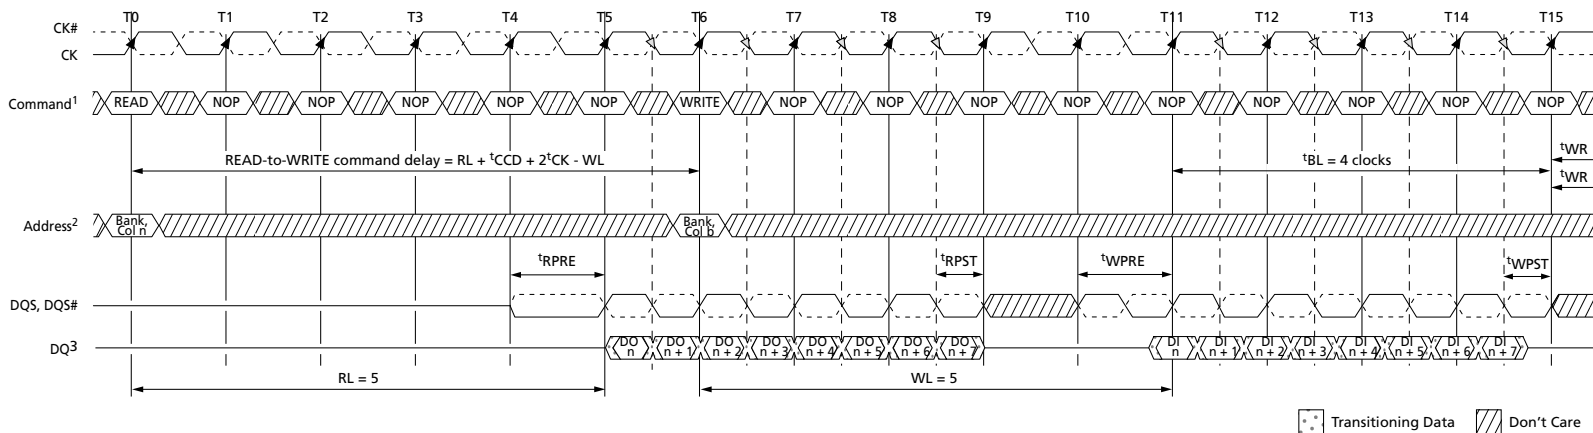 T0 T1 T2 T3 T4 T5 T6 T7 T8 T9 T10 T11 T12 T13 T14 T15
CK#
CK
Command1 READ NOP NOP NOP NOP NOP WRITE NOP NOP NOP NOP NOP NOP NOP NOP NOP
READ-to-WRITE command delay = RL + tCCD + 2tCK - WL
tBL = 4 clocks
tWR
tWR
Address2
Bank,
Col n
Bank,
Col b
tRPRE tRPST tWPRE tWPST
DQS, DQS#
DQ3
DO DO DO DO DO DO DO DO DI DI DI DI DI DI DI DI
n n + 1 n + 2 n + 3 n + 4 n + 5 n + 6 n + 7 n n + 1 n + 2 n + 3 n + 4 n + 5 n + 6 n + 7
RL = 5 WL = 5
Transitioning Data Don't Care